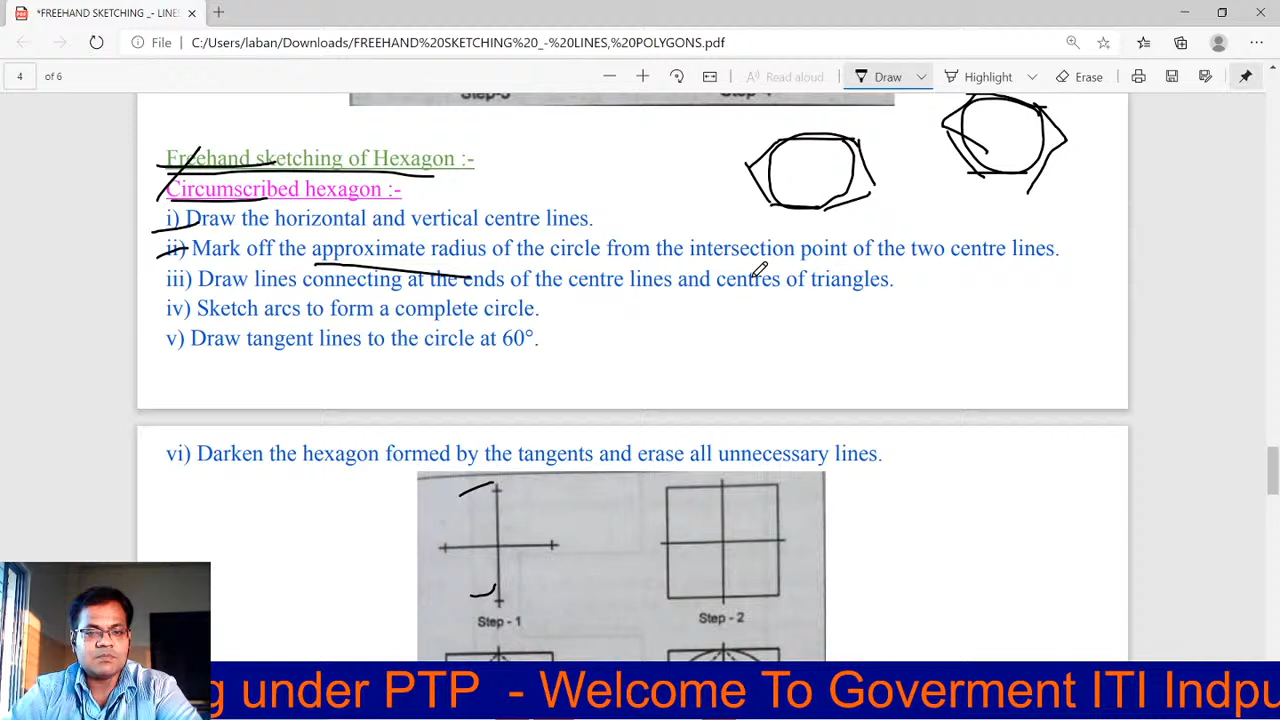 *FREEHAND SKETCHING _- LINES
File C:/Users/laban/Downloads/FREEHAND%20SKETCHING%20_-%20LINES,%20POLYGONS.pdf
4 of 6 Read aloud Draw Highlight Erase
Freehand sketching of Hexagon :-
Circumscribed hexagon :-
i) Draw the horizontal and vertical centre lines.
ii) Mark off the approximate radius of the circle from the intersection point of the two centre lines.
iii) Draw lines connecting at the ends of the centre lines and centres of triangles.
iv) Sketch arcs to form a complete circle.
v) Draw tangent lines to the circle at 60°.
vi) Darken the hexagon formed by the tangents and erase all unnecessary lines.
Step - 1 Step - 2
g under PTP - Welcome To Goverment ITI Indpu